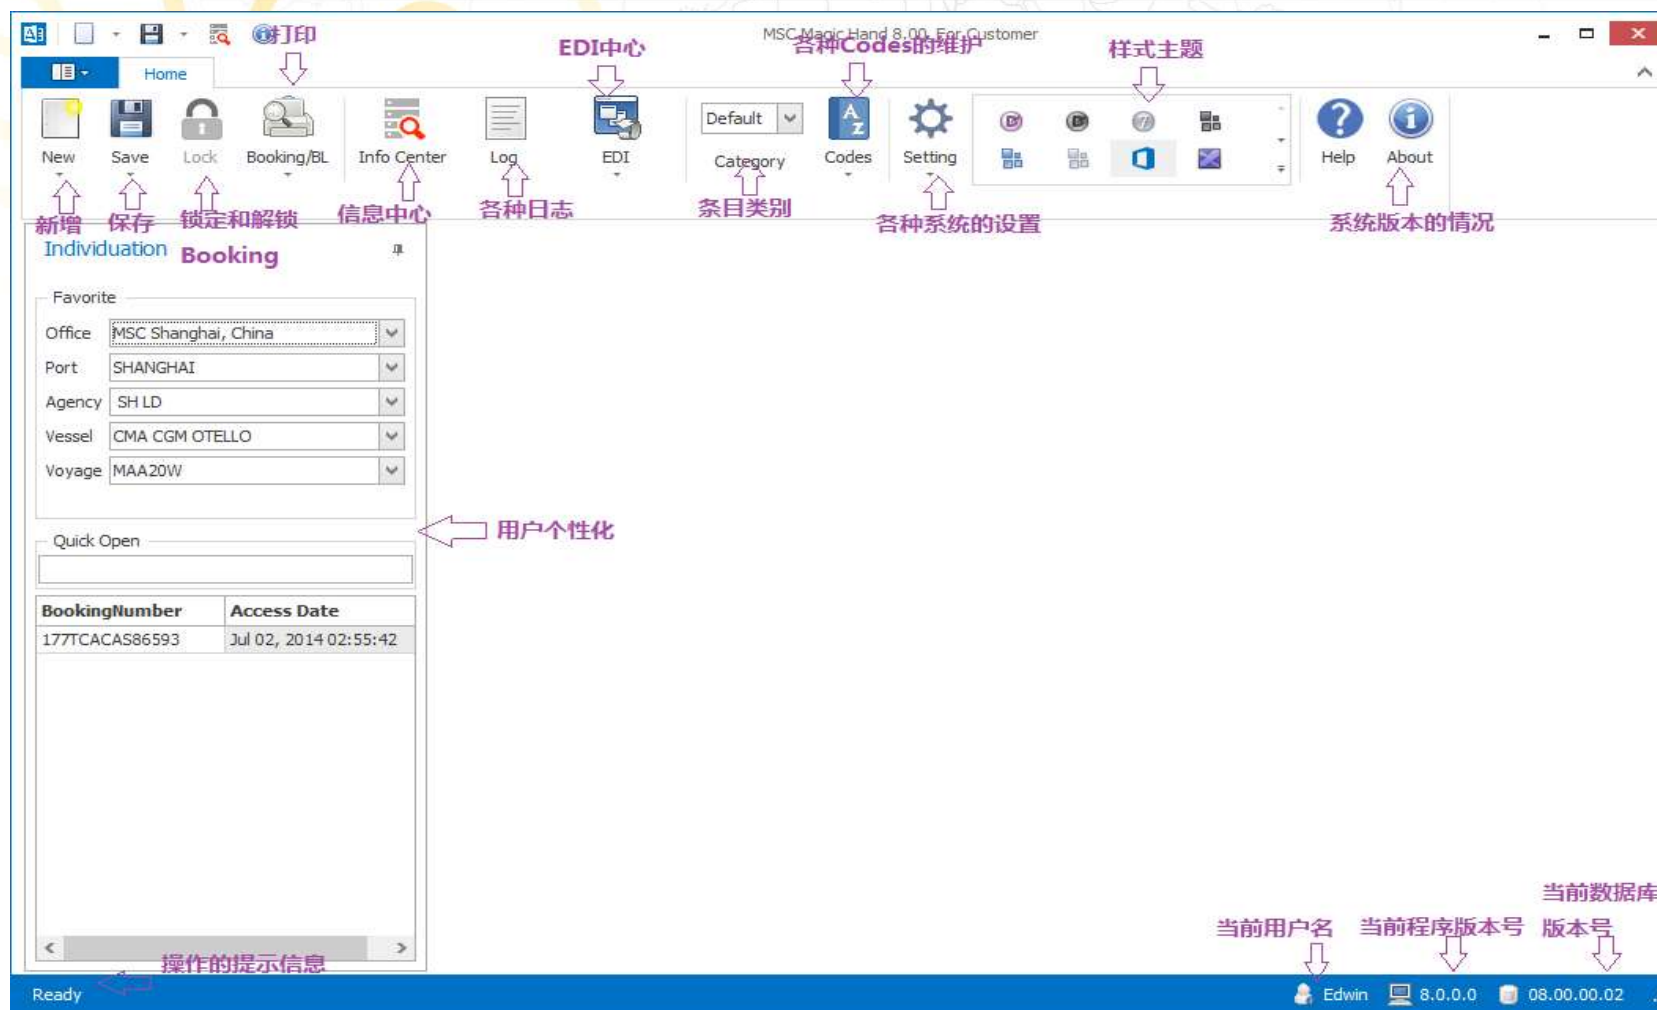 打印
MSC Magic Hand 8.00, For Customer
EDI中心
各种Codes的维护
样式主题
Home
Default
New
Save
Lock
Booking/BL
Info Center
Log
EDI
Category
Codes
Setting
Help
About
新增
保存
锁定和解锁
Booking
信息中心
各种日志
条目类别
各种系统的设置
系统版本的情况
Individuation
Favorite
Office MSC Shanghai, China
Port SHANGHAI
Agency SH LD
Vessel CMA CGM OTELLO
Voyage MAA20W
用户个性化
Quick Open
BookingNumber Access Date
177TCACAS86593 Jul 02, 2014 02:55:42
当前用户名
当前程序版本号
当前数据库
版本号
操作的提示信息
Ready
Edwin
8.0.0.0
08.00.00.02